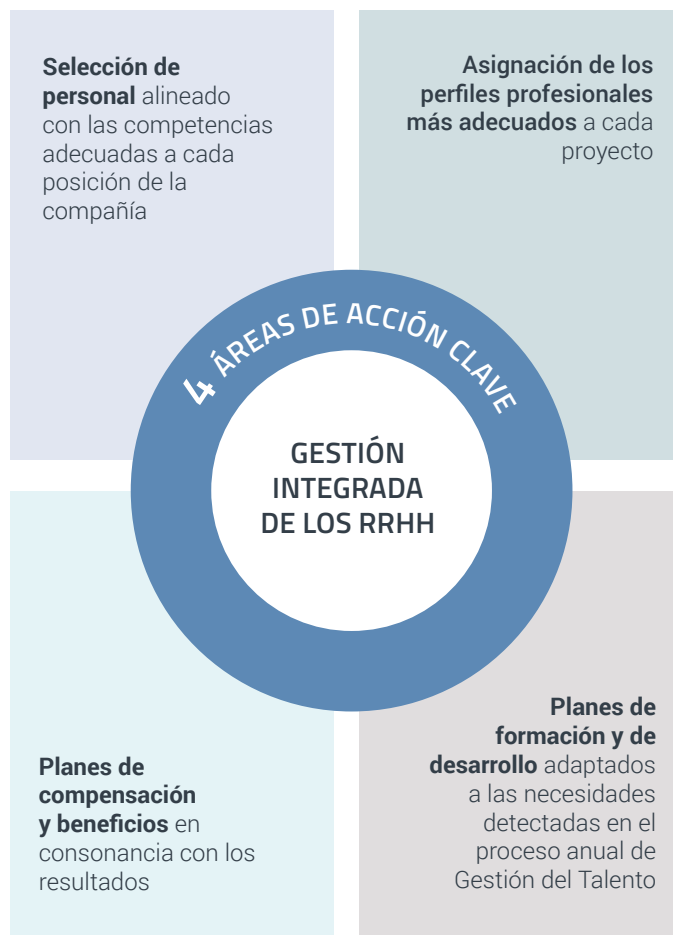 Selección de
personal alineado
con las competencias
adecuadas a cada
posición de la
compañía
Asignación de los
perfiles profesionales
más adecuados a cada
proyecto
4 ÁREAS DE ACCIÓN CLAVE
GESTIÓN
INTEGRADA
DE LOS RRHH
Planes de
compensación
y beneficios en
consonancia con los
resultados
Planes de
formación y de
desarrollo adaptados
a las necesidades
detectadas en el
proceso anual de
Gestión del Talento